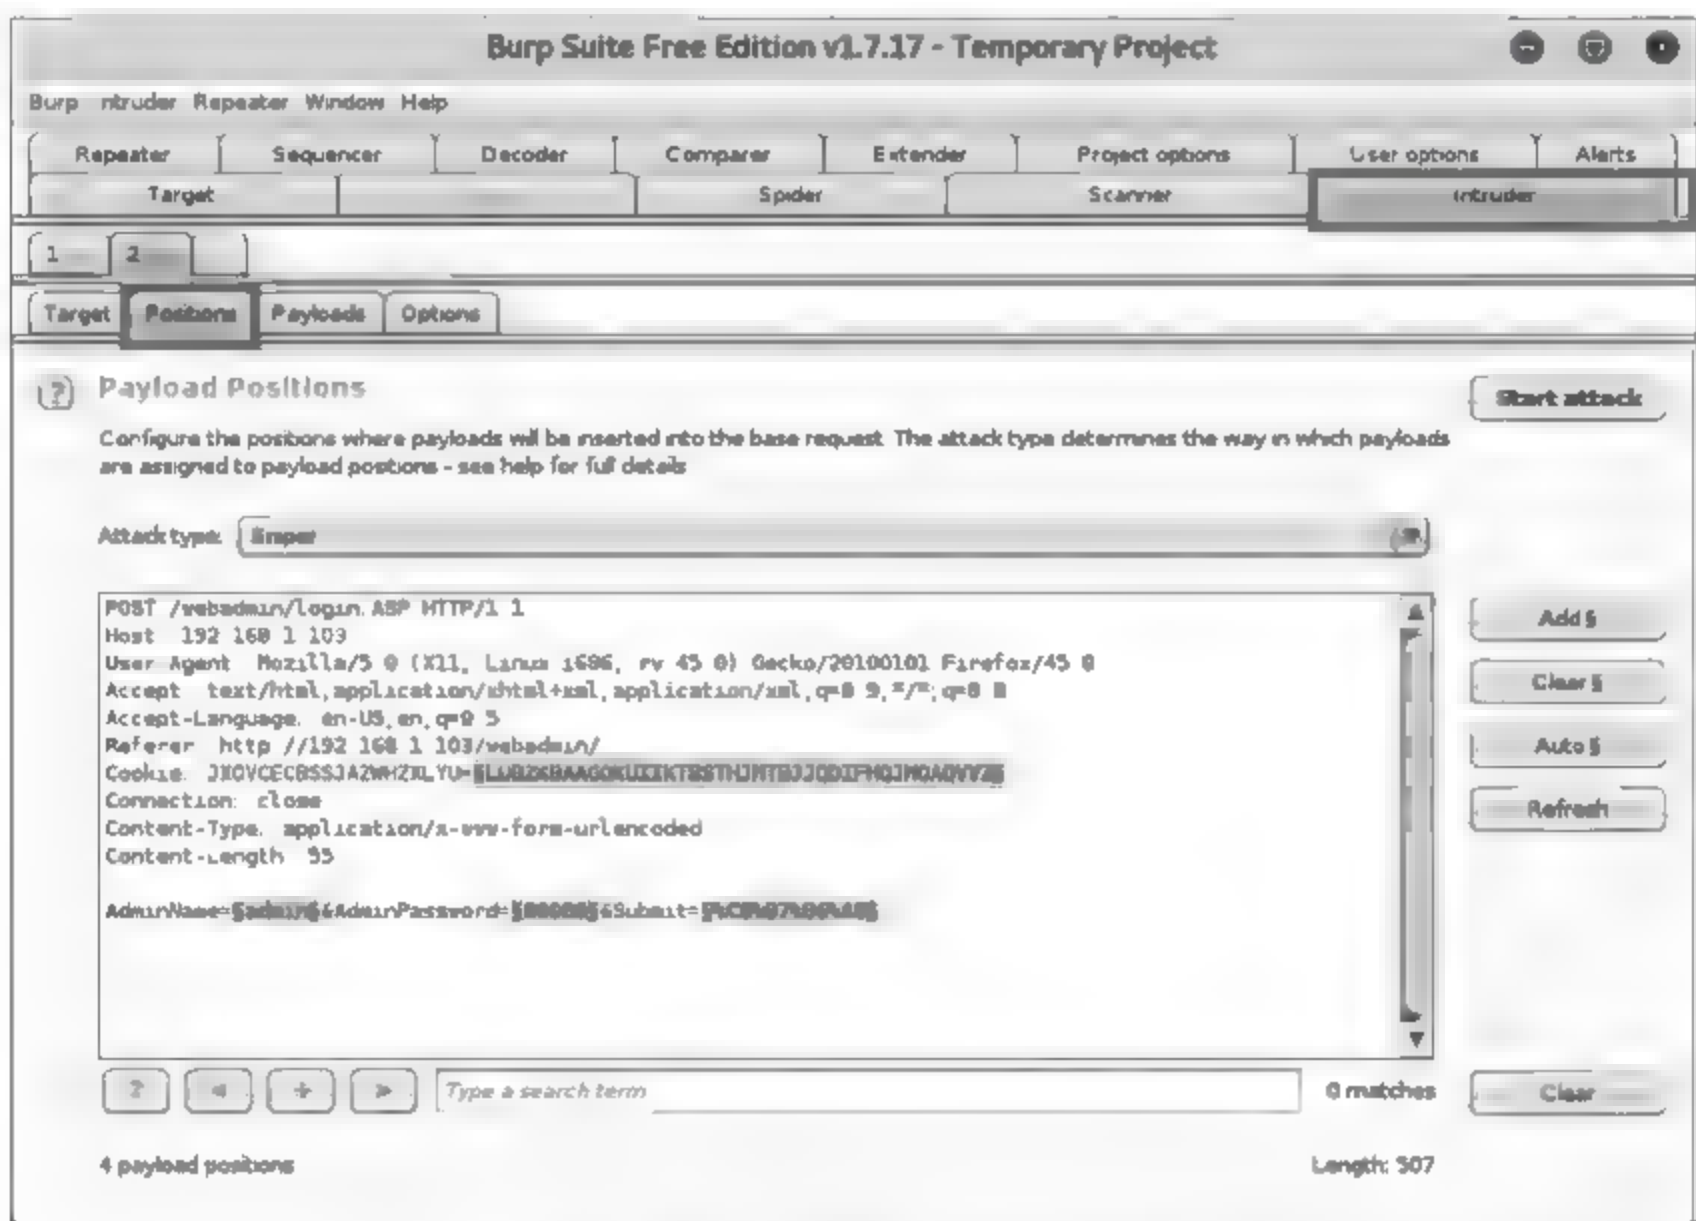 Burp Suite Free Edition v1.7.17 - Temporary Project
Burp ntruder Repeater Window Help
Repeater Sequencer Decoder Comparer Extender Project options User options Alerts
Target Spider Scanner Intruder
1 2
Target Positions Payloads Options
? Payload Positions
Start attack
Configure the positions where payloads will be inserted into the base request. The attack type determines the way in which payloads
are assigned to payload positions - see help for full details
Attack type: Sniper
POST /webadmin/login.ASP HTTP/1 1
Host 192 168 1 103
User Agent Mozilla/5 0 (X11, Linux i686, rv 45 0) Gecko/20100101 Firefox/45 0
Accept text/html,application/xhtml+xml,application/xml,q=0 9,*/*;q=0 8
Accept-Language. en-US,en,q=0 5
Referer http //192 168 1 103/webadmin/
Cookie
Connection: close
Content-Type. application/x-www-form-urlencoded
Content-Length 55
AdminName=§admin§&AdminPassword= &Submit=
Add §
Clear §
Auto §
Refresh
? < + >
Type a search term
0 matches
Clear
4 payload positions
Length: 507